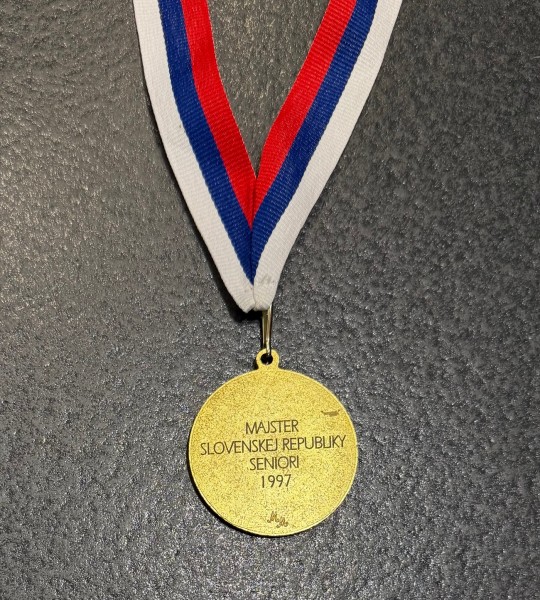 MAJSTER
SLOVENSKEJ REPUBLIKY
SENIORI
1997